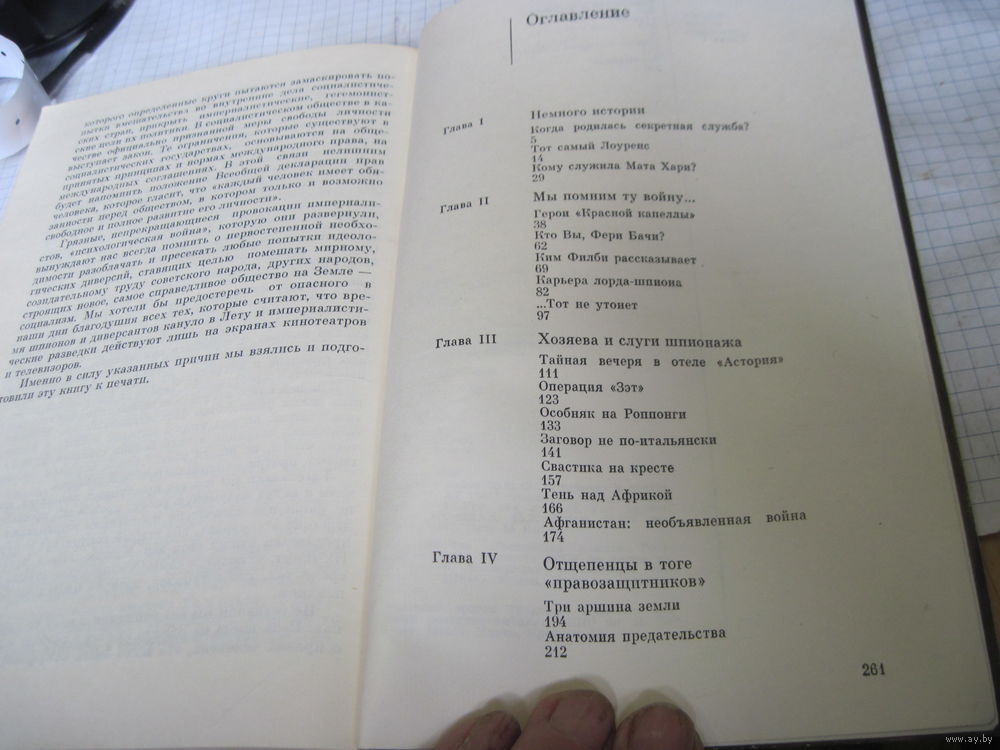 которого определенные круги пытаются замаскировать по-
пытки вмешательства во внутренние дела социалистиче-
ских стран, прикрыть империалистические, гегемонист-
ские цели их политики. В социалистическом обществе в ка-
честве официально признанной меры свободы личности
выступает закон. Те ограничения, которые существуют в
социалистических государствах, основываются на обще-
принятых принципах и нормах международного права, на
международных соглашениях. В этой связи нелишним
будет напомнить положение Всеобщей декларации прав
человека, которое гласит, что «каждый человек имеет обя-
занности перед обществом, в котором только и возможно
свободное и полное развитие его личности».
Грязные, непрекращающиеся провокации империали-
стов, «психологическая война», которую они развернули,
вынуждают нас всегда помнить о первостепенной необхо-
димости разоблачать и пресекать любые попытки идеоло-
гических диверсий, ставящих целью помешать мирному,
созидательному труду советского народа, других народов,
строящих новое, самое справедливое общество на Земле —
социализм. Мы хотели бы предостеречь от опасного в
наши дни благодушия всех тех, которые считают, что вре-
мя шпионов и диверсантов кануло в Лету и империалисти-
ческие разведки действуют лишь на экранах кинотеатров
и телевизоров.
Именно в силу указанных причин мы взялись и подго-
товили эту книгу к печати.
Оглавление
Глава I Немного истории
Когда родилась секретная служба?
5
Тот самый Лоуренс
14
Кому служила Мата Хари?
29
Глава II Мы помним ту войну...
Герои «Красной капеллы»
38
Кто Вы, Фери Бачи?
62
Ким Филби рассказывает
69
Карьера лорда-шпиона
82
...Тот не утонет
97
Глава III Хозяева и слуги шпионажа
Тайная вечеря в отеле «Астория»
111
Операция «Зэт»
123
Особняк на Роппонги
133
Заговор не по-итальянски
141
Свастика на кресте
157
Тень над Африкой
166
Афганистан: необъявленная война
174
Глава IV Отщепенцы в тоге
«правозащитников»
Три аршина земли
194
Анатомия предательства
212
261
www.ay.by